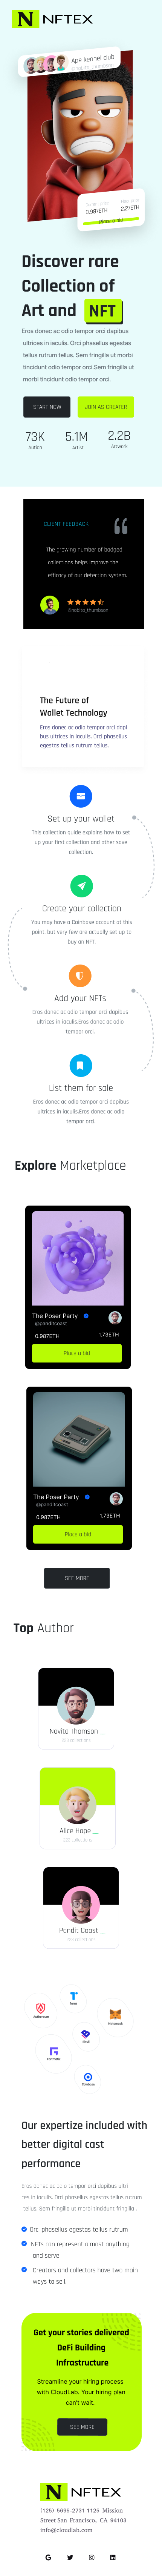 N NFTEX
Ape kennel club
0.987ETH
2.27ETH
Place a bid
Discover rare
Collection of
Art and NFT
Eros donec ac odio tempor orci dapibus
ultrices in iaculis. Orci phasellus egestas
tellus rutrum tellus. Sem fringilla ut morbi
tincidunt odio tempor orci.Sem fringilla ut
morbi tincidunt odio tempor orci.
START NOW
JOIN AS CREATER
73K
5.1M
2.2B
Aution
Artist
Artwork
CLIENT FEEDBACK
The growing number of badged
collections helps improve the
efficacy of our detection system.
@rodela_thumbson
The Future of
Wallet Technology
Eros donec ac odio tempor orci dapi
bus ultrices in iaculis. Orci phasellus
egestas tellus rutrum tellus.
Set up your wallet
This collection guide explains how to set
up your first collection and other save
collection.
Create your collection
You may have a Coinbase account at this
point, but very few are actually set up to
buy an NFT.
Add your NFTs
Eros donec ac odio tempor orci dapibus
ultrices in iaculis.Eros donec ac odio
tempor orci.
List them for sale
Eros donec ac odio tempor orci dapibus
ultrices in iaculis.Eros donec ac odio
tempor orci.
Explore Marketplace
The Poser Party
@panditcoast
0.987ETH
1.73ETH
Place a bid
The Poser Party
@panditcoast
0.987ETH
1.73ETH
Place a bid
SEE MORE
Top Author
Novita Thomson ...
Alice Hape ...
Pandit Coast ...
Fortmatic
Bitski
Metamask
Coinbase
Our expertize included with
better digital cast
performance
Eros donec ac odio tempor orci dapibus ultri
ces in iaculis. Orci phasellus egestas tellus rutrum
tellus. Sem fringilla ut morbi tincidunt fringilla .
Orci phasellus egestas tellus rutrum
NFTs can represent almost anything
and serve
Creators and collectors have two main
ways to sell.
Get your stories delivered
DeFi Building
Infrastructure
Streamline your hiring process
with CloudLab. Your hiring plan
can't wait.
SEE MORE
N NFTEX
(125) 5695-2731 1125 Mission
Street San Francisco, CA 94103
info@cloudlab.com